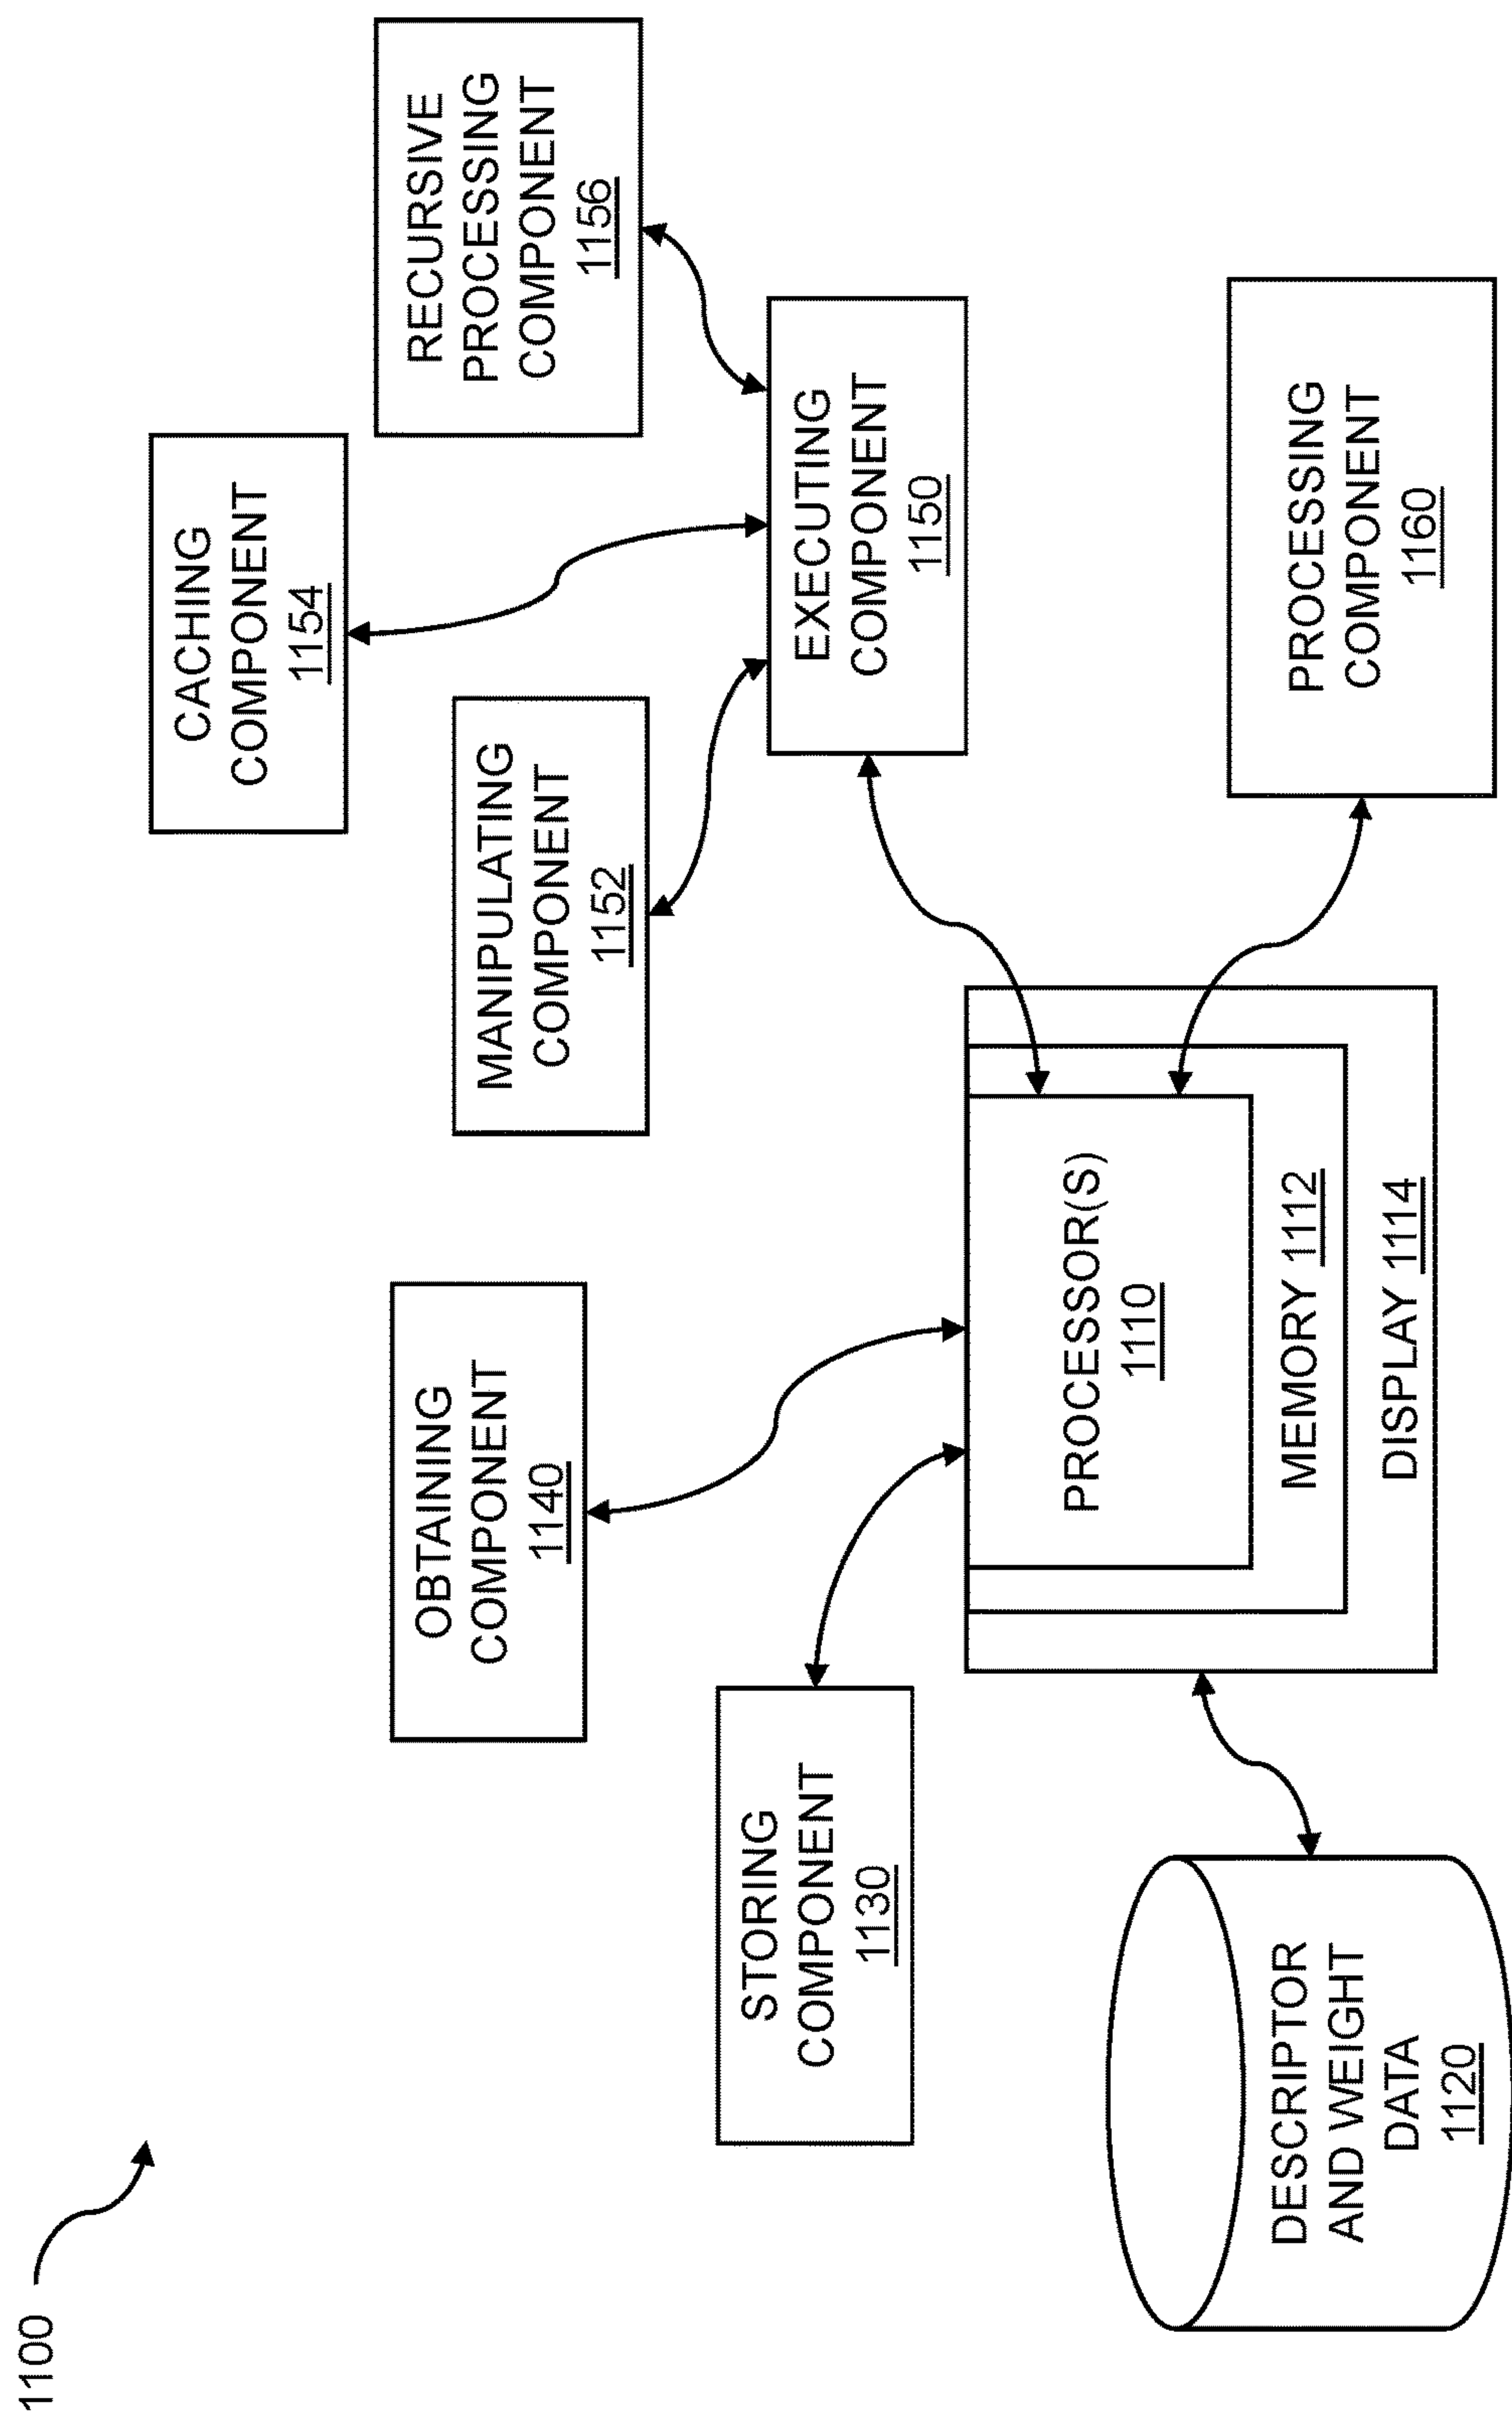 1100
CACHING
COMPONENT
1154
RECURSIVE
PROCESSING
COMPONENT
1156
MANIPULATING
COMPONENT
1152
OBTAINING
COMPONENT
1140
STORING
COMPONENT
1130
EXECUTING
COMPONENT
1150
PROCESSOR(S)
1110
MEMORY 1112
DISPLAY 1114
DESCRIPTOR
AND WEIGHT
DATA
1120
PROCESSING
COMPONENT
1160